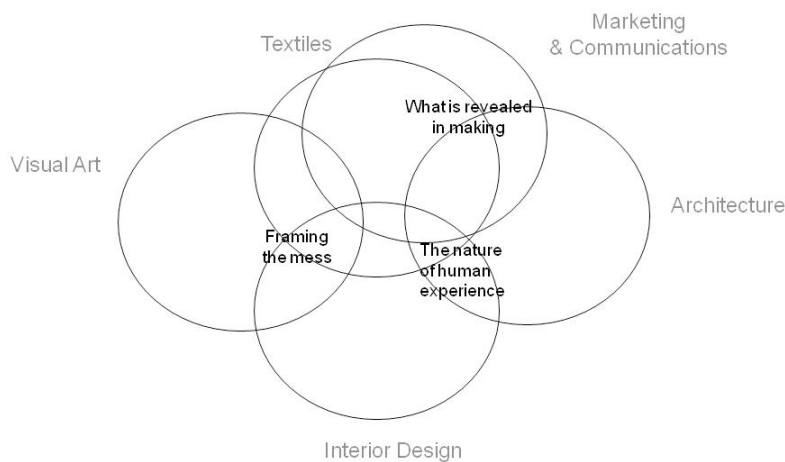 Marketing
& Communications
Textiles
What is revealed
in making
Visual Art
Architecture
Framing
the mess
The nature
of human
experience
Interior Design